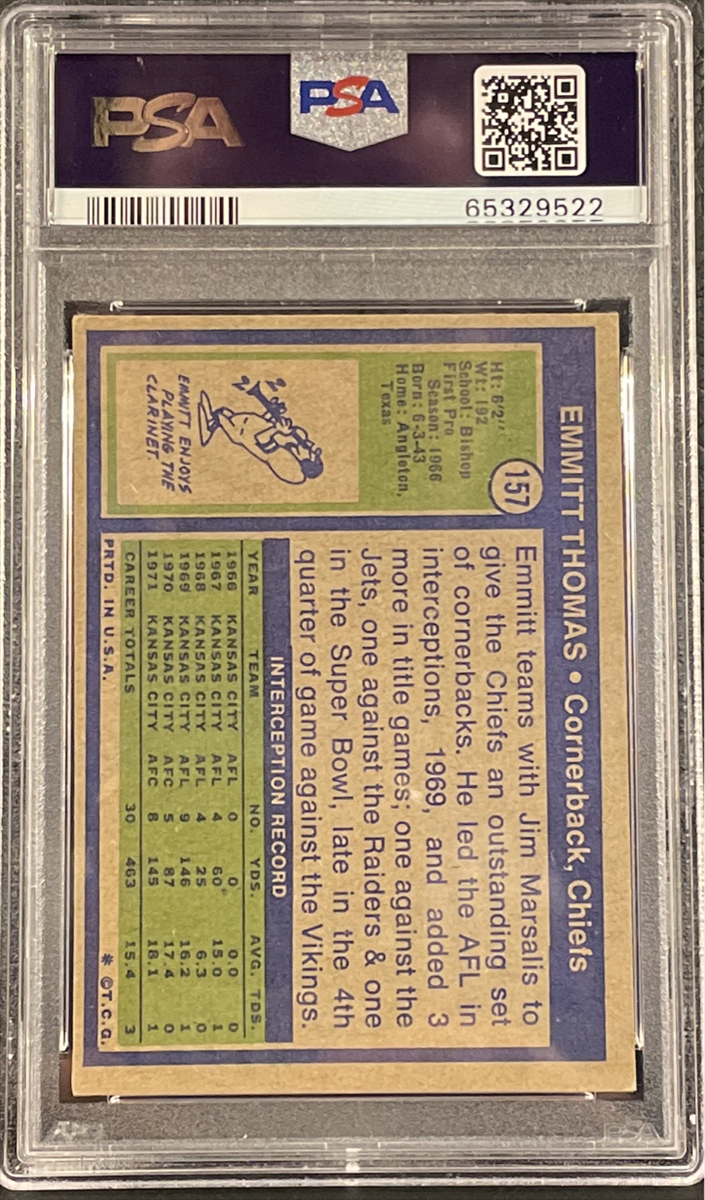 PSA
PSA
65329522
EMMITT THOMAS • Cornerback, Chiefs
157
Ht: 6'2"
Wt: 192
School: Bishop
First Pro
Season: 1966
Born: 6-3-43
Home: Angleton,
Texas
EMMITT ENJOYS
PLAYING THE
CLARINET
Emmitt teams with Jim Marsalis to
give the Chiefs an outstanding set
of cornerbacks. He led the AFL in
interceptions, 1969, and added 3
more in title games; one against the
Jets, one against the Raiders & one
in the Super Bowl, late in the 4th
quarter of game against the Vikings.
INTERCEPTION RECORD
YEAR TEAM NO. YDS. AVG. TDS.
1966 KANSAS CITY AFL 0 0 0.0 0
1967 KANSAS CITY AFL 4 60 15.0 1
1968 KANSAS CITY AFL 4 25 6.3 0
1969 KANSAS CITY AFL 9 146 16.2 1
1970 KANSAS CITY AFC 5 87 17.4 0
1971 KANSAS CITY AFC 8 145 18.1 1
CAREER TOTALS 30 463 15.4 3
PRTD. IN U.S.A. * ©T.C.G.
PSA